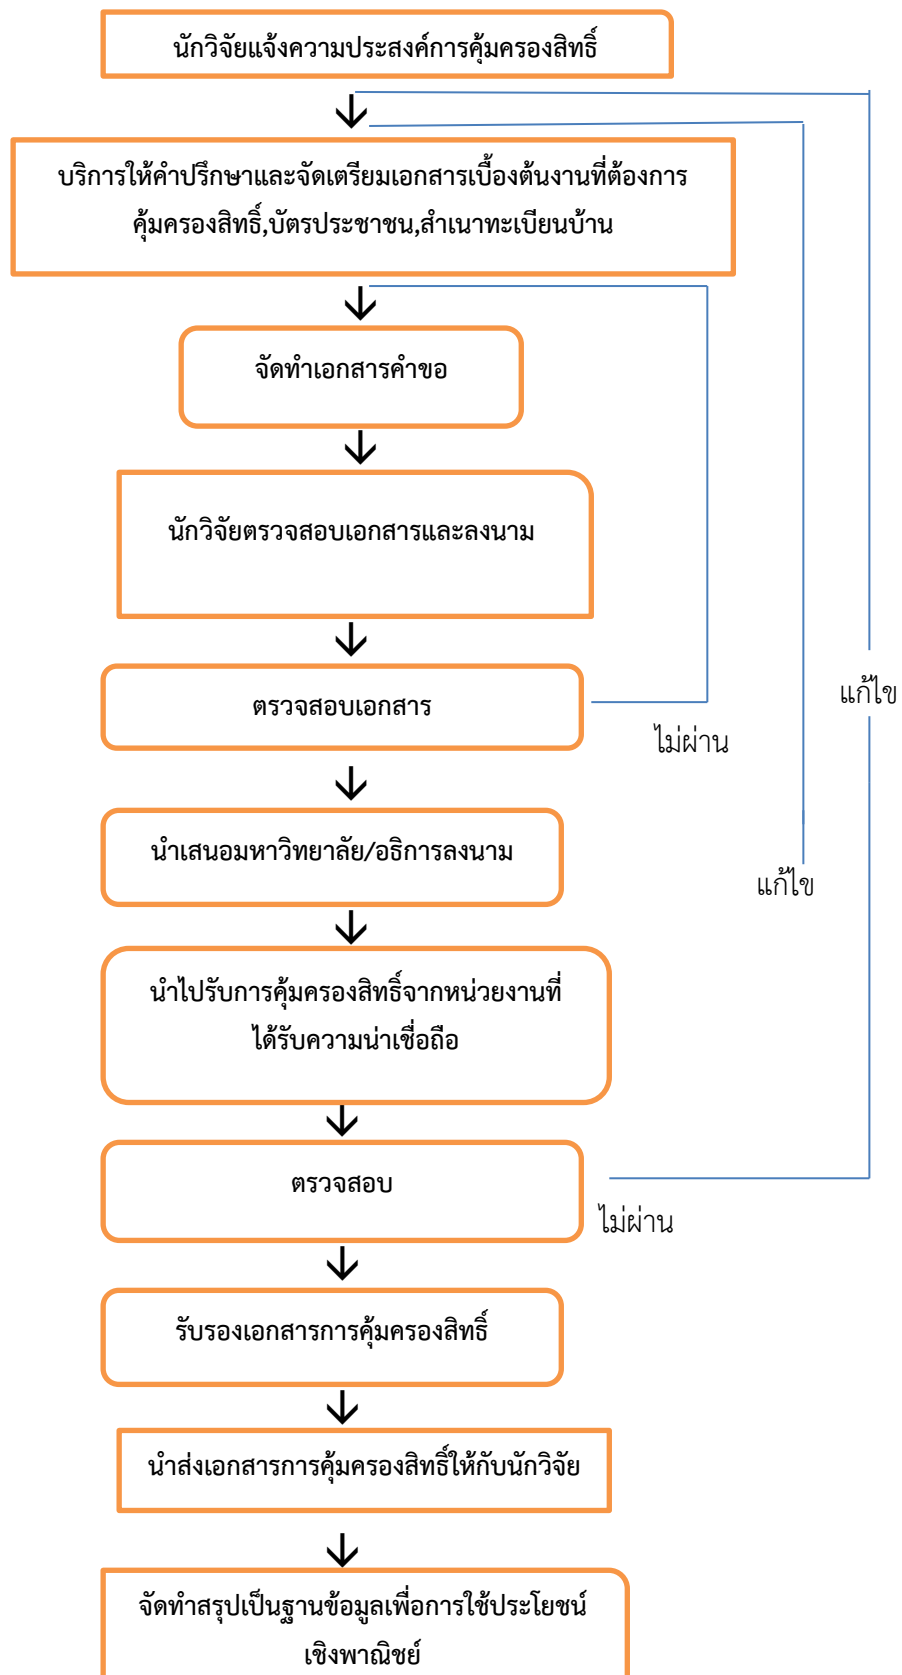 นักวิจัยแจ้งความประสงค์การคุ้มครองสิทธิ์
บริการให้คำปรึกษาและจัดเตรียมเอกสารเบื้องต้นงานที่ต้องการ
คุ้มครองสิทธิ์,บัตรประชาชน,สำเนาทะเบียนบ้าน
จัดทำเอกสารคำขอ
นักวิจัยตรวจสอบเอกสารและลงนาม
ตรวจสอบเอกสาร
ไม่ผ่าน
แก้ไข
นำเสนอมหาวิทยาลัย/อธิการลงนาม
แก้ไข
นำไปรับการคุ้มครองสิทธิ์จากหน่วยงานที่
ได้รับความน่าเชื่อถือ
ตรวจสอบ
ไม่ผ่าน
รับรองเอกสารการคุ้มครองสิทธิ์
นำส่งเอกสารการคุ้มครองสิทธิ์ให้กับนักวิจัย
จัดทำสรุปเป็นฐานข้อมูลเพื่อการใช้ประโยชน์
เชิงพาณิชย์